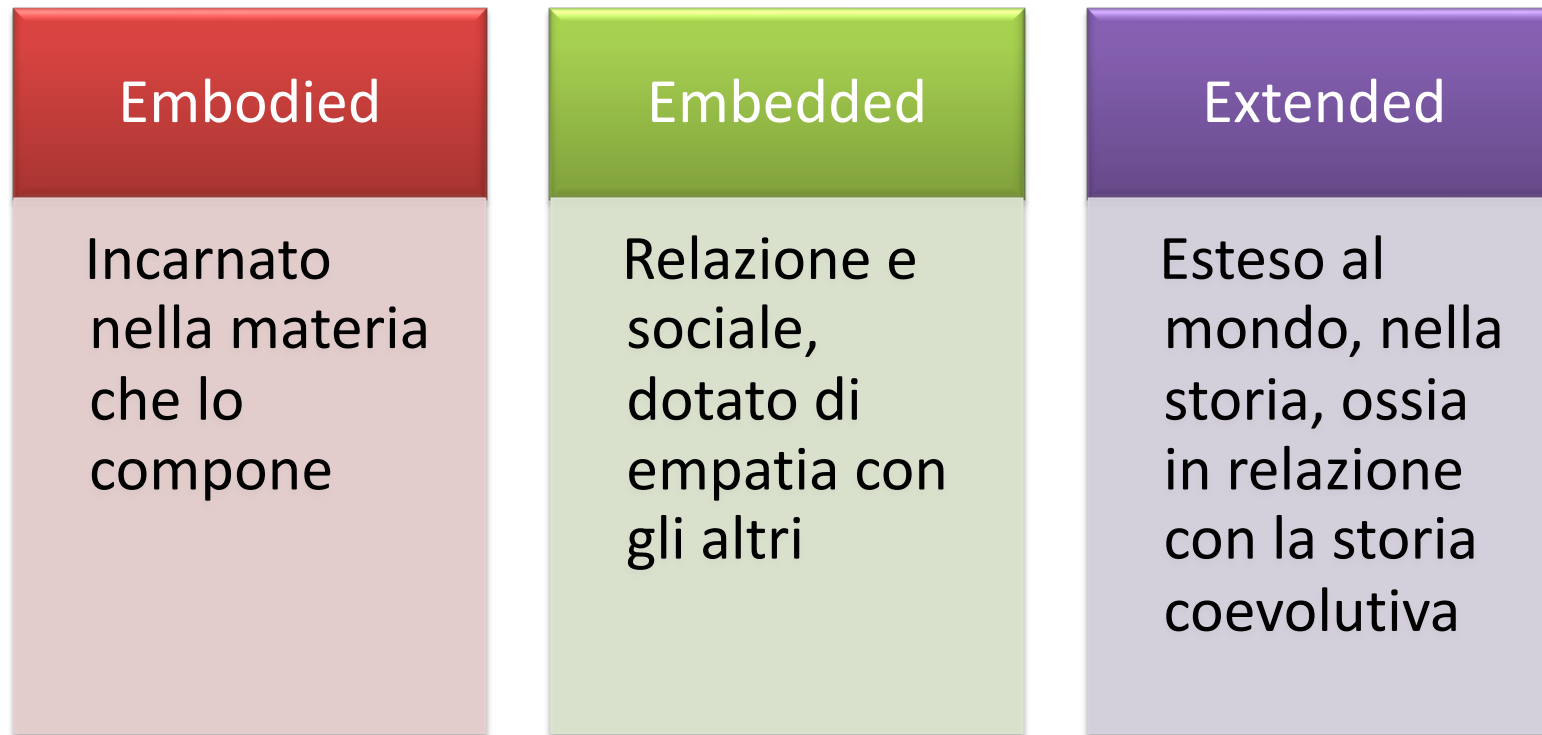 Embodied
Incarnato
nella materia
che lo
compone
Embedded
Relazione e
sociale,
dotato di
empatia con
gli altri
Extended
Esteso al
mondo, nella
storia, ossia
in relazione
con la storia
coevolutiva